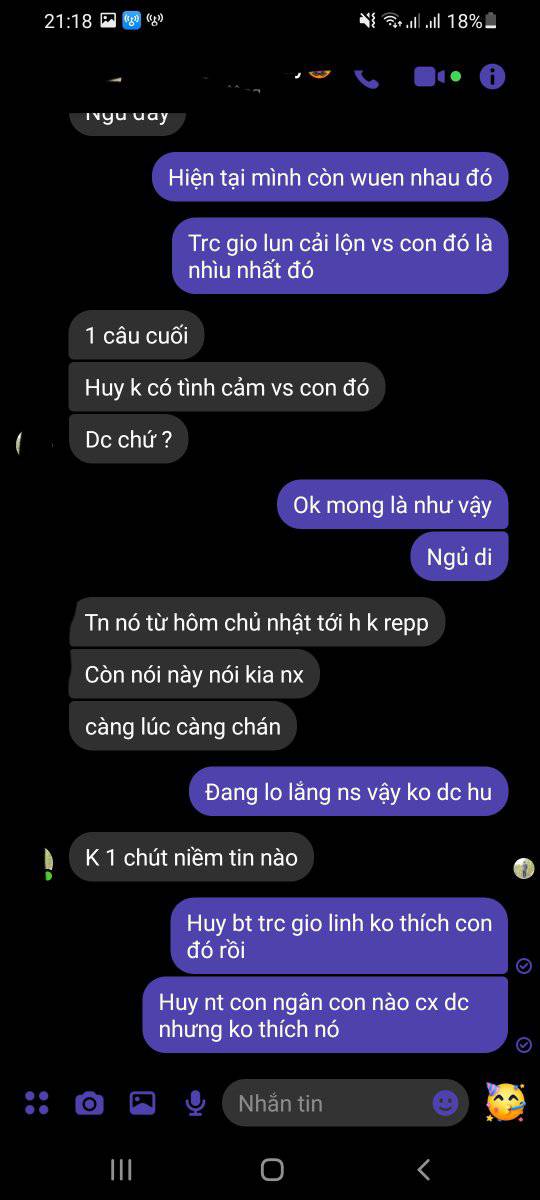 21:18
18%
Ngủ đây
Hiện tại mình còn wuen nhau đó
Trc gio lun cải lộn vs con đó là
nhìu nhất đó
1 câu cuối
Huy k có tình cảm vs con đó
Dc chứ ?
Ok mong là như vậy
Ngủ di
Tn nó từ hôm chủ nhật tới h k repp
Còn nói này nói kia nx
càng lúc càng chán
Đang lo lắng ns vậy ko dc hu
K 1 chút niềm tin nào
Huy bt trc gio linh ko thích con
đó rồi
Huy nt con ngân con nào cx dc
nhưng ko thích nó
Nhắn tin